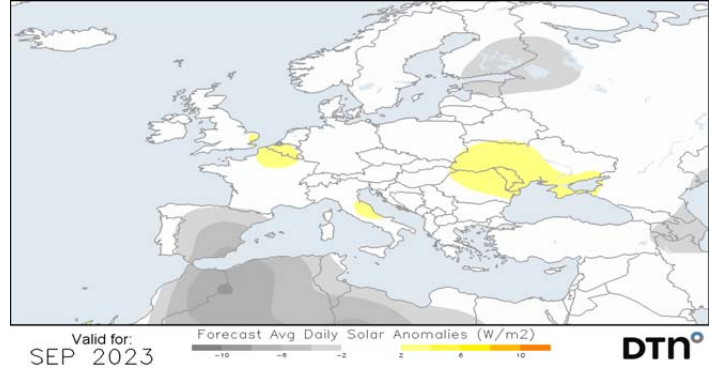 Valid for:
SEP 2023
Forecast Avg Daily Solar Anomalies (W/m2)
-10 -6 -2 2 6 10
DTN